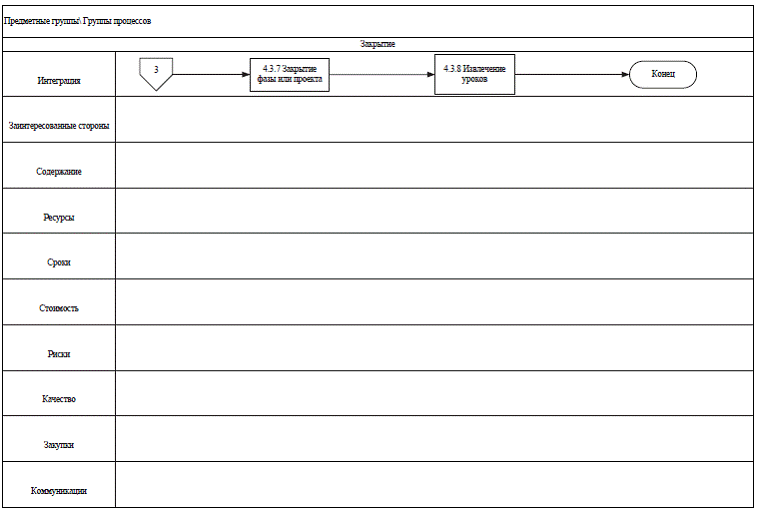 Предметные группы\ Группы процессов
Закрытие
Интеграция
3
4.3.7 Закрытие
фазы или проекта
4.3.8 Извлечение
уроков
Конец
Заинтересованные стороны
Содержание
Ресурсы
Сроки
Стоимость
Риски
Качество
Закупки
Коммуникации